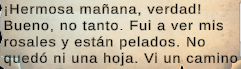 ¡Hermosa mañana, verdad!
Bueno, no tanto. Fui a ver mis
rosales y están pelados. No
quedó ni una hoja. Vi un camino